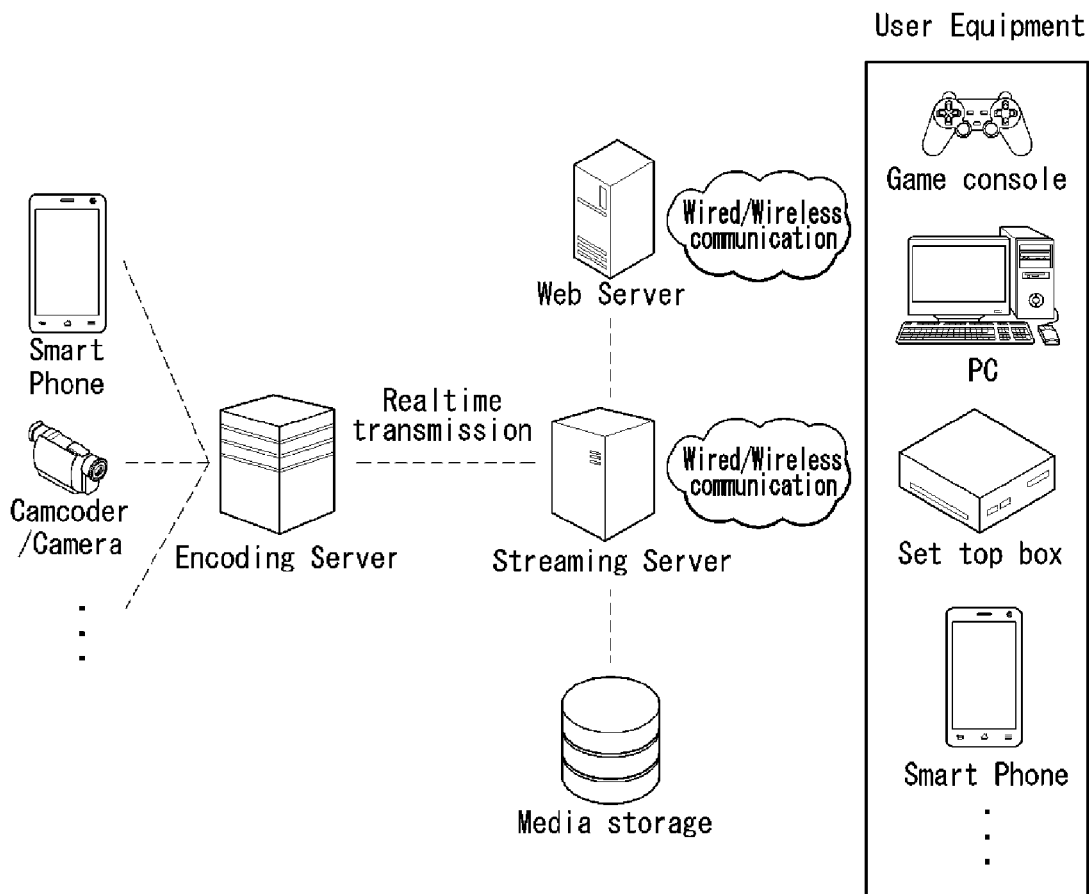 User Equipment
Game console
Wired/Wireless
communication
Web Server
Smart
Phone
PC
Realtime
transmission
Wired/Wireless
communication
Camcoder
/Camera
Encoding Server
Streaming Server
Set top box
Smart Phone
Media storage